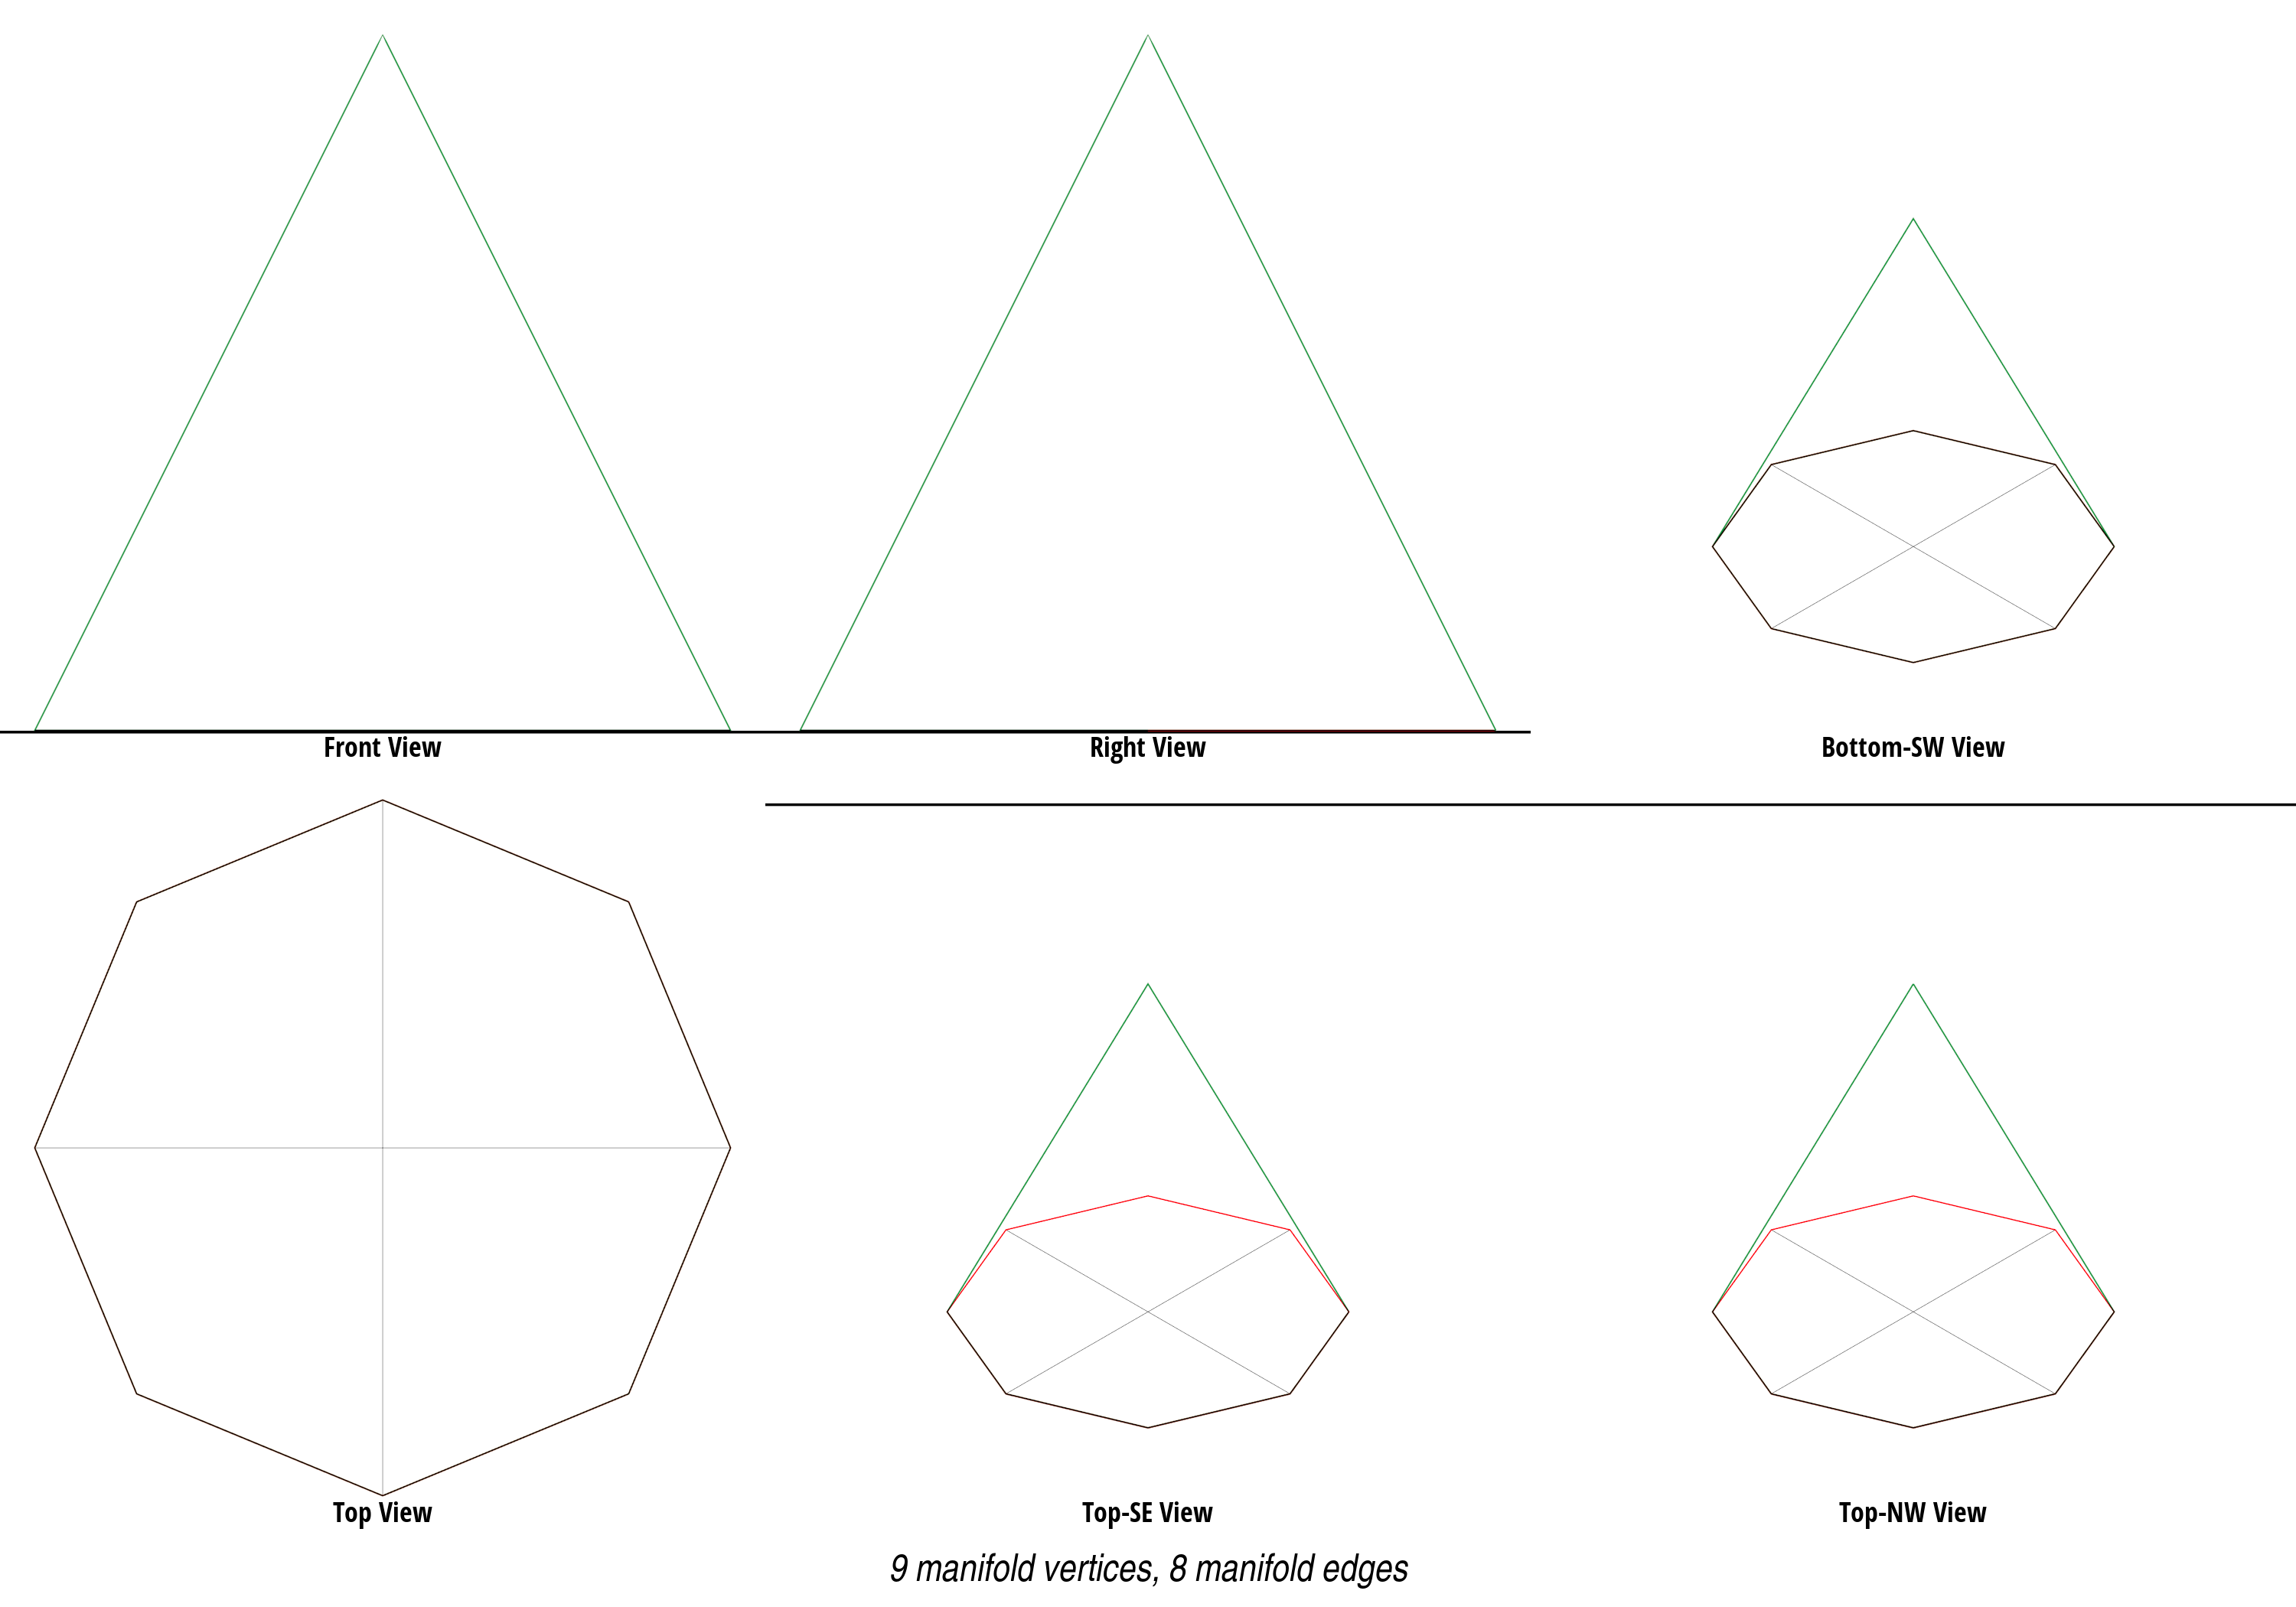 Front View
Right View
Bottom-SW View
Top View
Top-SE View
Top-NW View
9 manifold vertices, 8 manifold edges